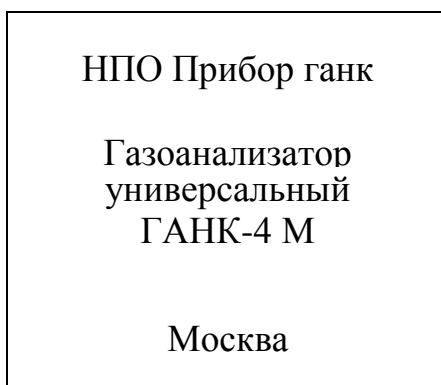 НПО Прибор ганк
Газоанализатор
универсальный
ГАНК-4 М
Москва